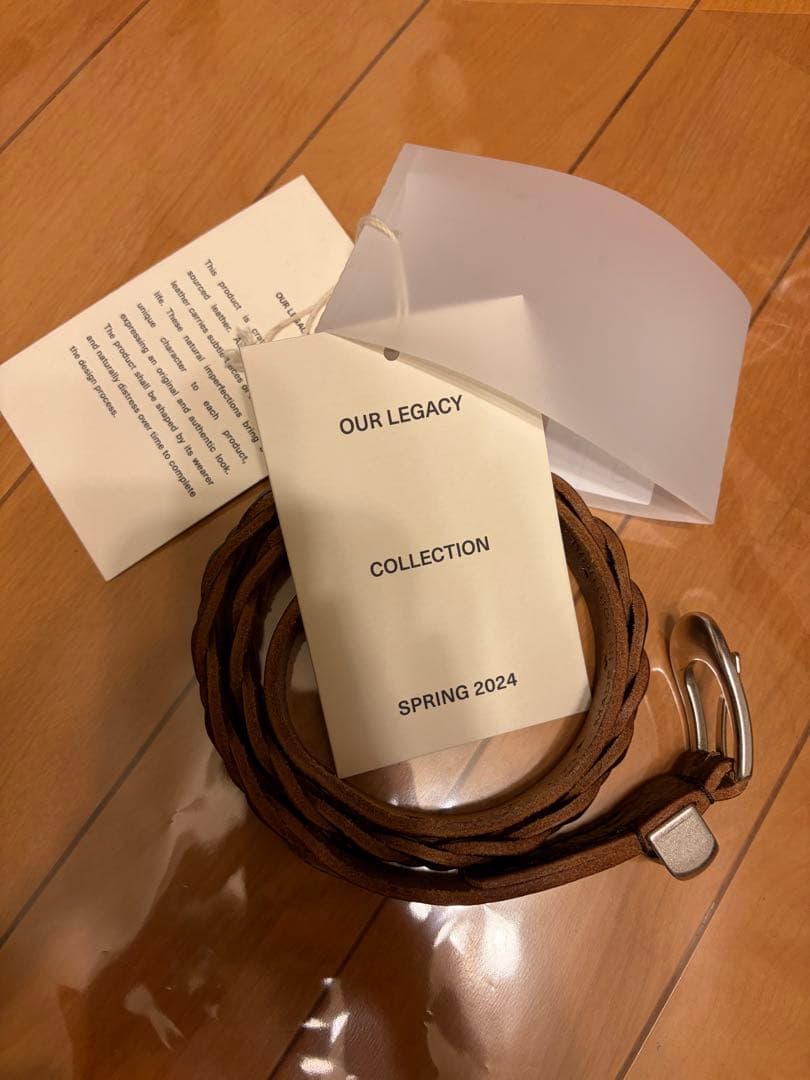 OUR LEGACY
COLLECTION
SPRING 2024
OUR
This product is
sourced leather.
leather carries
life. These natural imperfections bring
unique character to each product,
expressing an original and authentic look.
The product shall be shaped by its wearer
and naturally distress over time to complete
the design process.